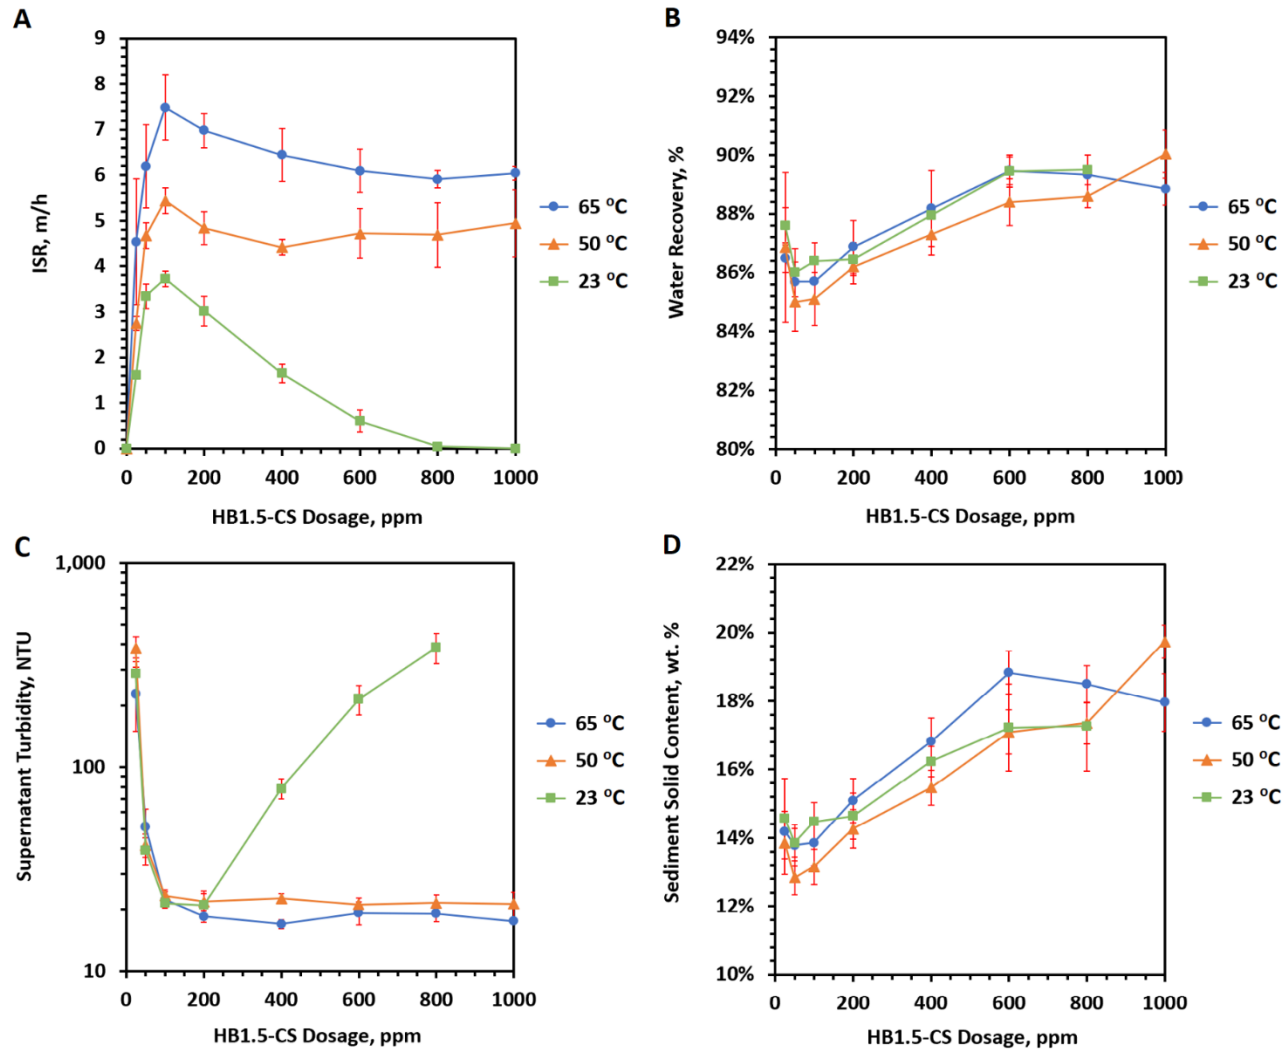 A
9
8
7
6
5
4
3
2
1
0
ISR, m/h
0 200 400 600 800 1000
HB1.5-CS Dosage, ppm
65 °C
50 °C
23 °C
B
94%
92%
90%
88%
86%
84%
82%
80%
Water Recovery, %
0 200 400 600 800 1000
HB1.5-CS Dosage, ppm
65 °C
50 °C
23 °C
C
1,000
100
10
Supernatant Turbidity, NTU
0 200 400 600 800 1000
HB1.5-CS Dosage, ppm
65 °C
50 °C
23 °C
D
22%
20%
18%
16%
14%
12%
10%
Sediment Solid Content, wt. %
0 200 400 600 800 1000
HB1.5-CS Dosage, ppm
65 °C
50 °C
23 °C